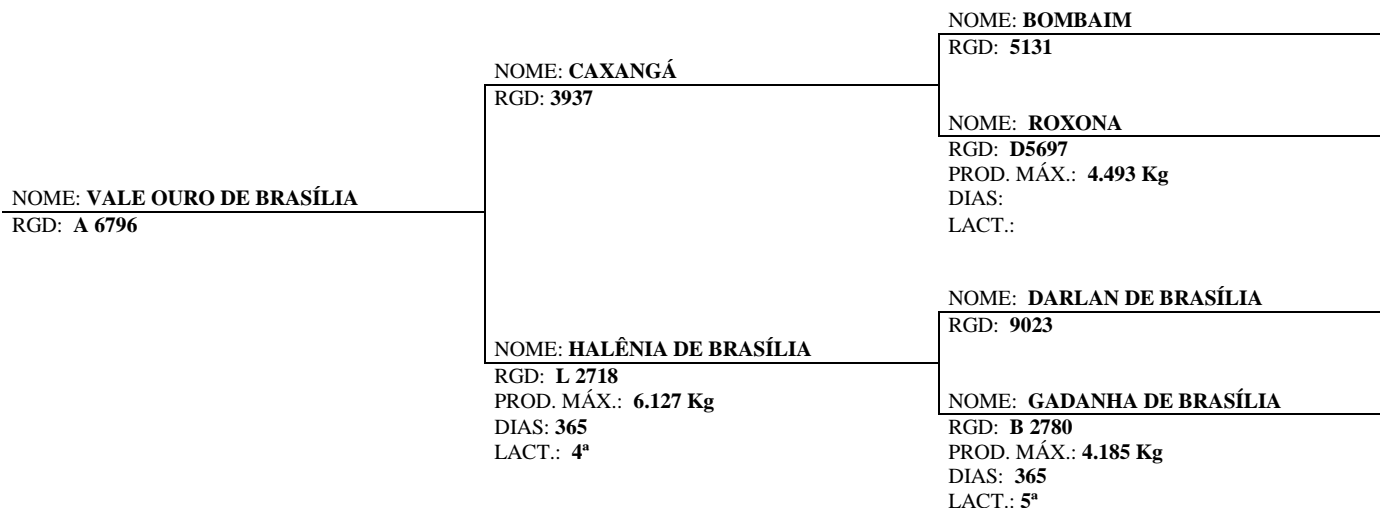 NOME: VALE OURO DE BRASÍLIA
RGD: A 6796
NOME: CAXANGÁ
RGD: 3937
NOME: HALÊNIA DE BRASÍLIA
RGD: L 2718
PROD. MÁX.: 6.127 Kg
DIAS: 365
LACT.: 4ª
NOME: BOMBAIM
RGD: 5131
NOME: ROXONA
RGD: D5697
PROD. MÁX.: 4.493 Kg
DIAS:
LACT.:
NOME: DARLAN DE BRASÍLIA
RGD: 9023
NOME: GADANHA DE BRASÍLIA
RGD: B 2780
PROD. MÁX.: 4.185 Kg
DIAS: 365
LACT.: 5ª